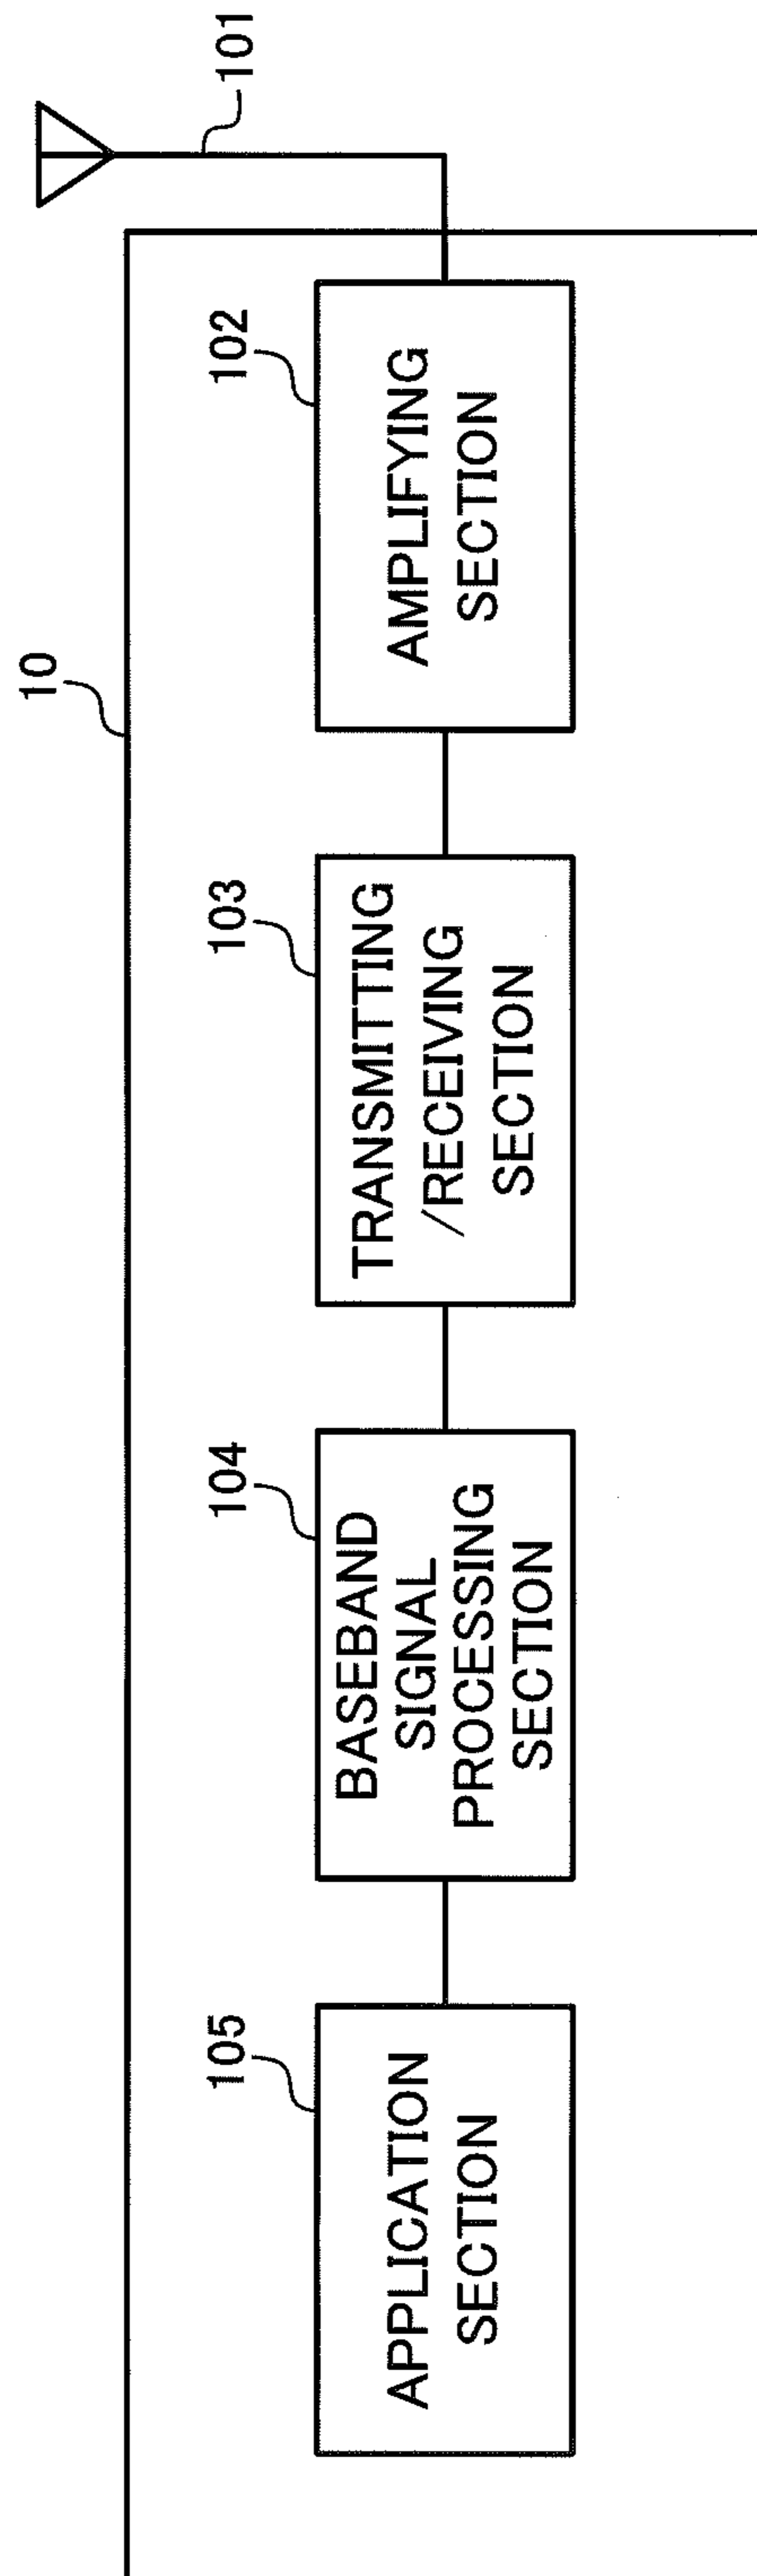 10
101
105
APPLICATION
SECTION
104
BASEBAND
SIGNAL
PROCESSING
SECTION
103
TRANSMITTING
/RECEIVING
SECTION
102
AMPLIFYING
SECTION